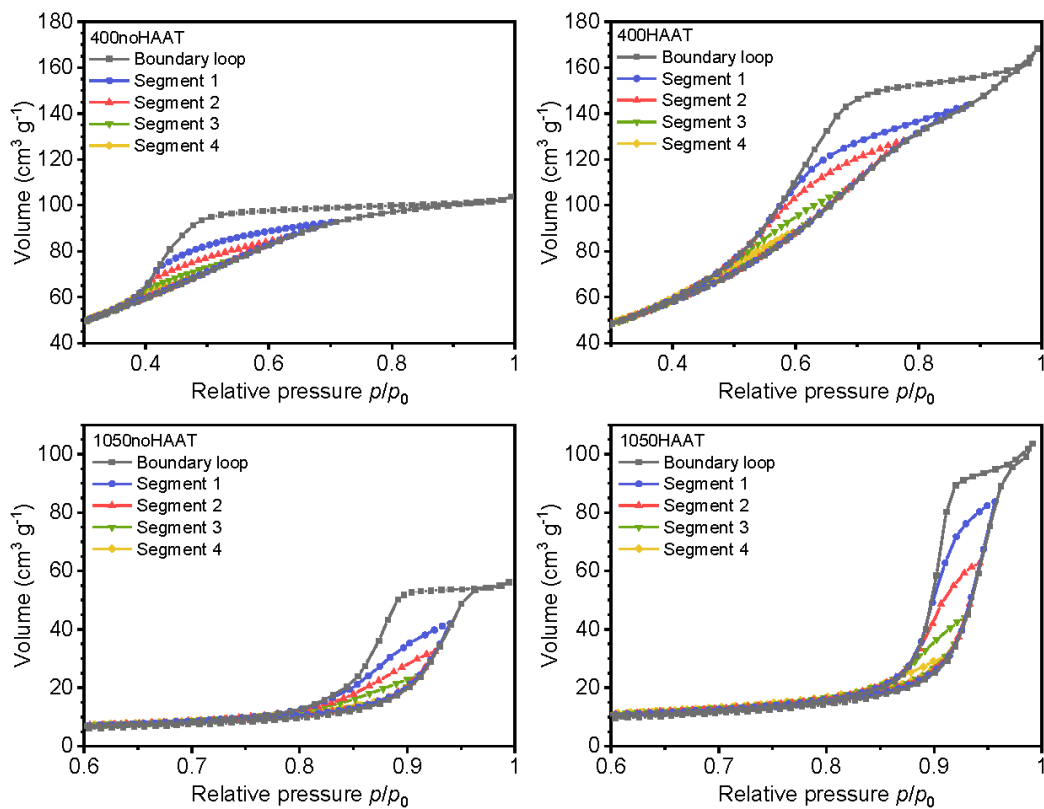 400noHAAT
Boundary loop
Segment 1
Segment 2
Segment 3
Segment 4
180
160
140
120
100
80
60
40
0.4
0.6
0.8
1
Volume (cm³ g⁻¹)
Relative pressure p/p₀
400HAAT
Boundary loop
Segment 1
Segment 2
Segment 3
Segment 4
180
160
140
120
100
80
60
40
0.4
0.6
0.8
1
Volume (cm³ g⁻¹)
Relative pressure p/p₀
1050noHAAT
Boundary loop
Segment 1
Segment 2
Segment 3
Segment 4
100
80
60
40
20
0
0.6
0.7
0.8
0.9
1
Volume (cm³ g⁻¹)
Relative pressure p/p₀
1050HAAT
Boundary loop
Segment 1
Segment 2
Segment 3
Segment 4
100
80
60
40
20
0
0.6
0.7
0.8
0.9
1
Volume (cm³ g⁻¹)
Relative pressure p/p₀